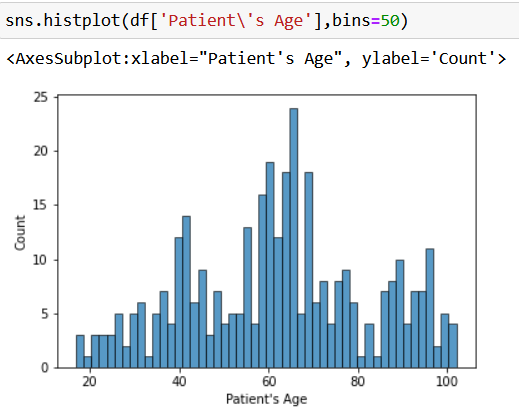 sns.histplot(df['Patient\'s Age'],bins=50)
<AxesSubplot:xlabel="Patient's Age", ylabel='Count'>
25
20
15
10
5
0
Count
20 40 60 80 100
Patient's Age